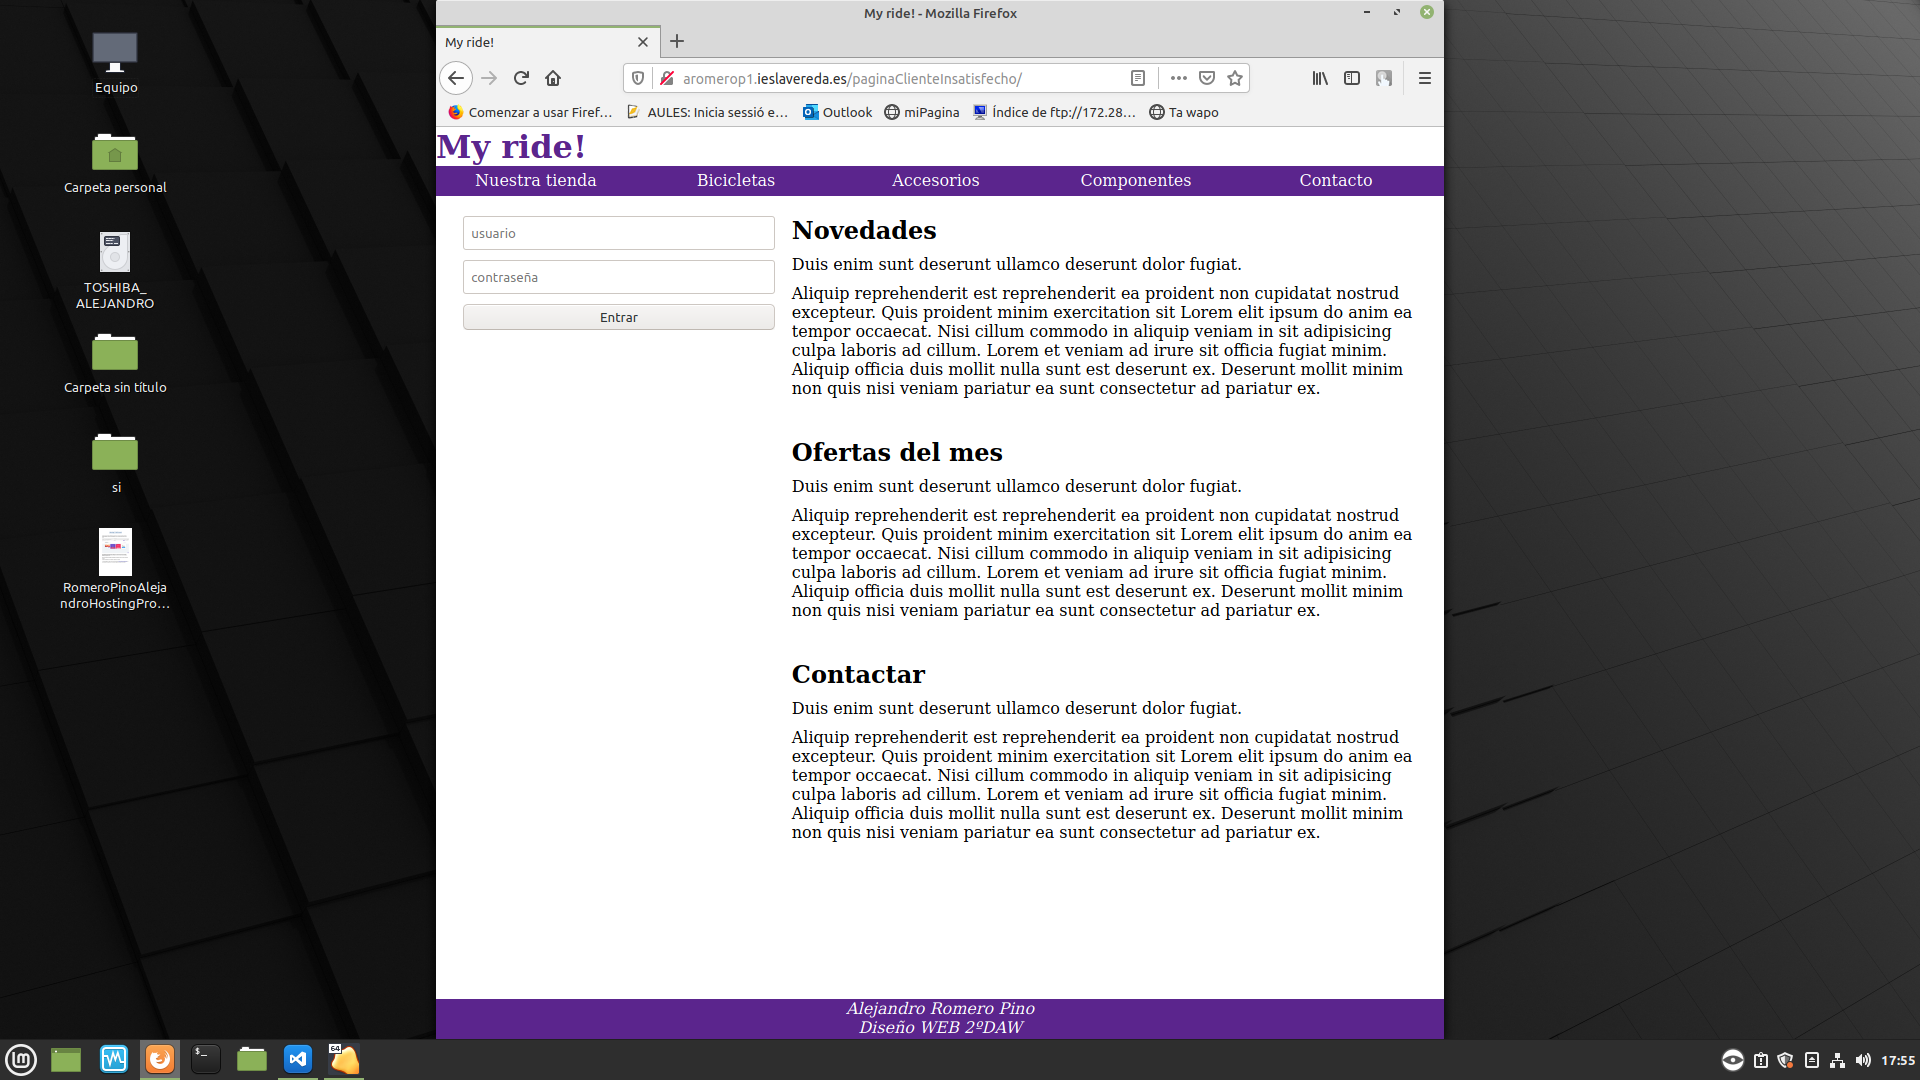 My ride! - Mozilla Firefox
My ride!
aromerop1.ieslavereda.es/paginaClienteInsatisfecho/
Comenzar a usar Firef…
AULES: Inicia sessió e…
Outlook
miPagina
Índice de ftp://172.28…
Ta wapo
My ride!
Nuestra tienda
Bicicletas
Accesorios
Componentes
Contacto
usuario
contraseña
Entrar
Novedades
Duis enim sunt deserunt ullamco deserunt dolor fugiat.
Aliquip reprehenderit est reprehenderit ea proident non cupidatat nostrud
excepteur. Quis proident minim exercitation sit Lorem elit ipsum do anim ea
tempor occaecat. Nisi cillum commodo in aliquip veniam in sit adipisicing
culpa laboris ad cillum. Lorem et veniam ad irure sit officia fugiat minim.
Aliquip officia duis mollit nulla sunt est deserunt ex. Deserunt mollit minim
non quis nisi veniam pariatur ea sunt consectetur ad pariatur ex.
Ofertas del mes
Duis enim sunt deserunt ullamco deserunt dolor fugiat.
Aliquip reprehenderit est reprehenderit ea proident non cupidatat nostrud
excepteur. Quis proident minim exercitation sit Lorem elit ipsum do anim ea
tempor occaecat. Nisi cillum commodo in aliquip veniam in sit adipisicing
culpa laboris ad cillum. Lorem et veniam ad irure sit officia fugiat minim.
Aliquip officia duis mollit nulla sunt est deserunt ex. Deserunt mollit minim
non quis nisi veniam pariatur ea sunt consectetur ad pariatur ex.
Contactar
Duis enim sunt deserunt ullamco deserunt dolor fugiat.
Aliquip reprehenderit est reprehenderit ea proident non cupidatat nostrud
excepteur. Quis proident minim exercitation sit Lorem elit ipsum do anim ea
tempor occaecat. Nisi cillum commodo in aliquip veniam in sit adipisicing
culpa laboris ad cillum. Lorem et veniam ad irure sit officia fugiat minim.
Aliquip officia duis mollit nulla sunt est deserunt ex. Deserunt mollit minim
non quis nisi veniam pariatur ea sunt consectetur ad pariatur ex.
Alejandro Romero Pino
Diseño WEB 2ºDAW
Equipo
Carpeta personal
TOSHIBA_
ALEJANDRO
Carpeta sin título
si
RomeroPinoAleja
ndroHostingPro…
64
17:55